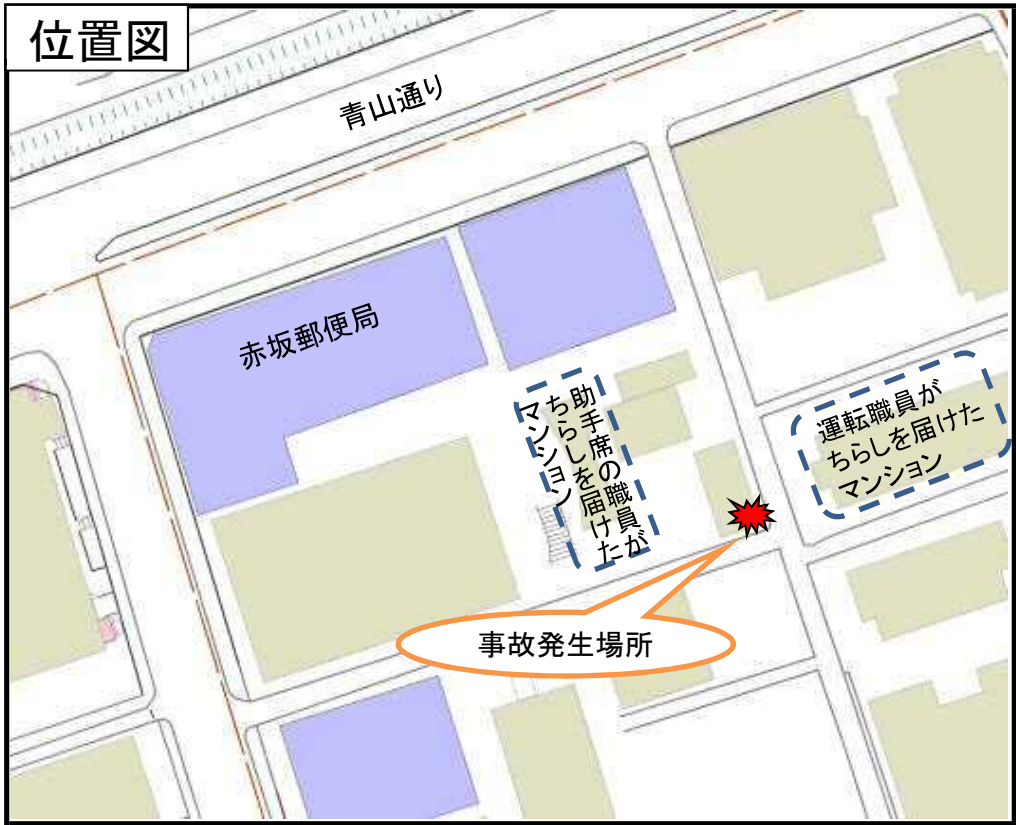 位置図
青山通り
赤坂郵便局
助手席の職員が
ちらしを届けた
マンション
運転職員が
ちらしを届けた
マンション
事故発生場所